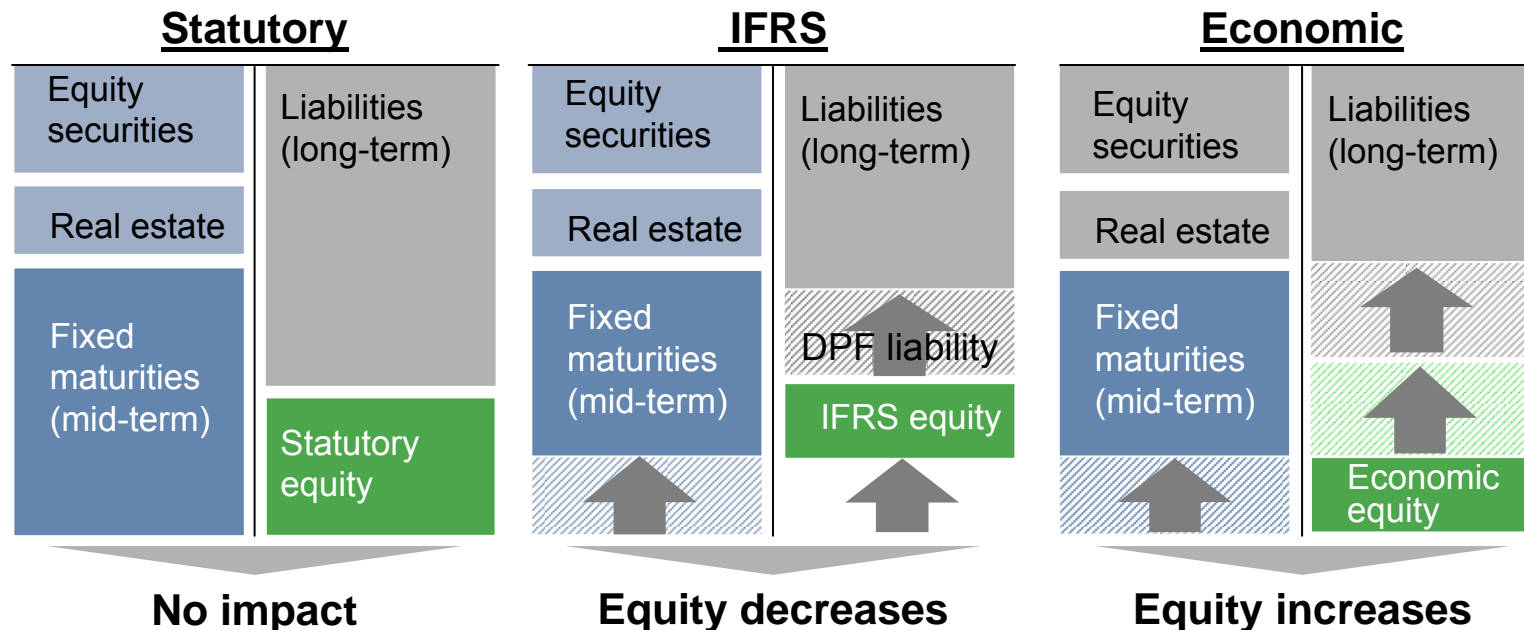 Statutory
Equity
securities
Real estate
Fixed
maturities
(mid-term)
Liabilities
(long-term)
Statutory
equity
No impact
IFRS
Equity
securities
Real estate
Fixed
maturities
(mid-term)
Liabilities
(long-term)
DPF liability
IFRS equity
Equity decreases
Economic
Equity
securities
Real estate
Fixed
maturities
(mid-term)
Liabilities
(long-term)
Economic
equity
Equity increases